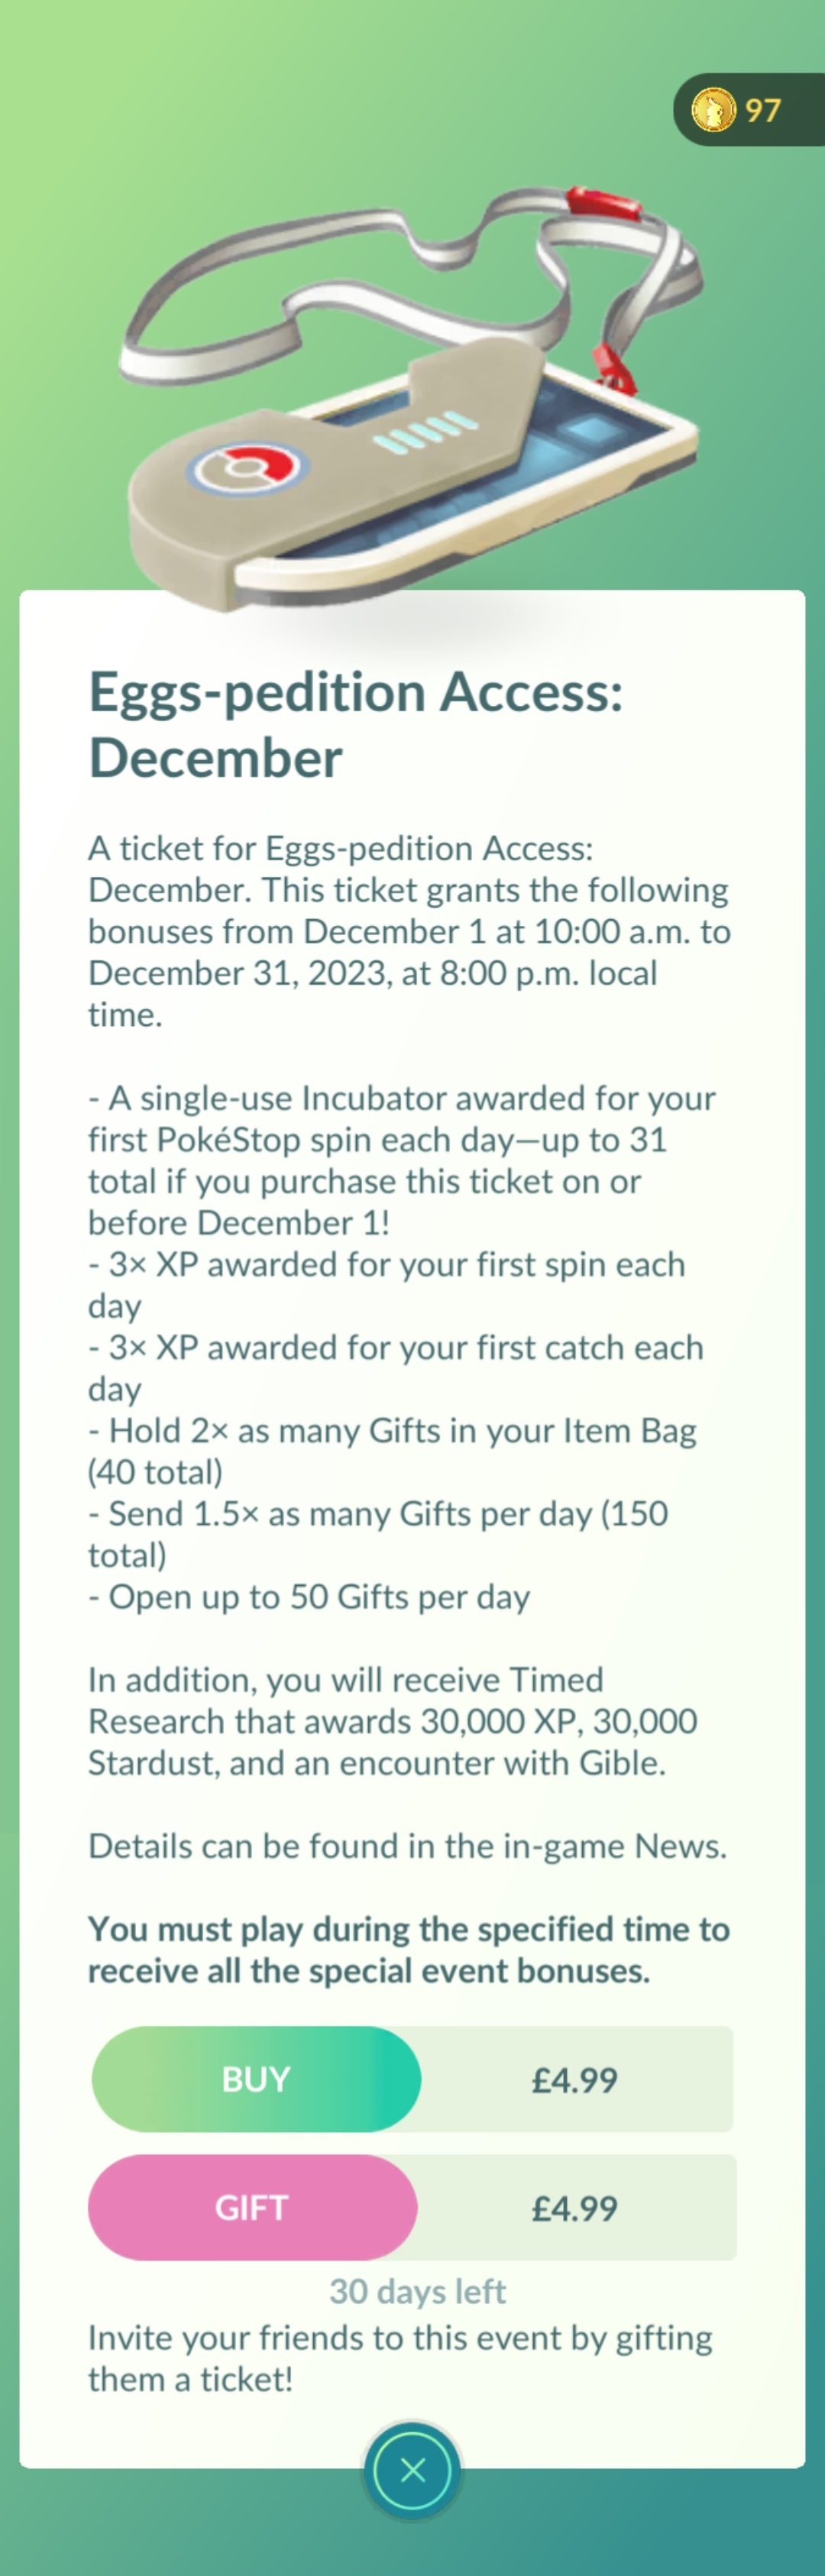 97
Eggs-pedition Access:
December
A ticket for Eggs-pedition Access:
December. This ticket grants the following
bonuses from December 1 at 10:00 a.m. to
December 31, 2023, at 8:00 p.m. local
time.
- A single-use Incubator awarded for your
first PokéStop spin each day—up to 31
total if you purchase this ticket on or
before December 1!
- 3× XP awarded for your first spin each
day
- 3× XP awarded for your first catch each
day
- Hold 2× as many Gifts in your Item Bag
(40 total)
- Send 1.5× as many Gifts per day (150
total)
- Open up to 50 Gifts per day
In addition, you will receive Timed
Research that awards 30,000 XP, 30,000
Stardust, and an encounter with Gible.
Details can be found in the in-game News.
You must play during the specified time to
receive all the special event bonuses.
BUY £4.99
GIFT £4.99
30 days left
Invite your friends to this event by gifting
them a ticket!